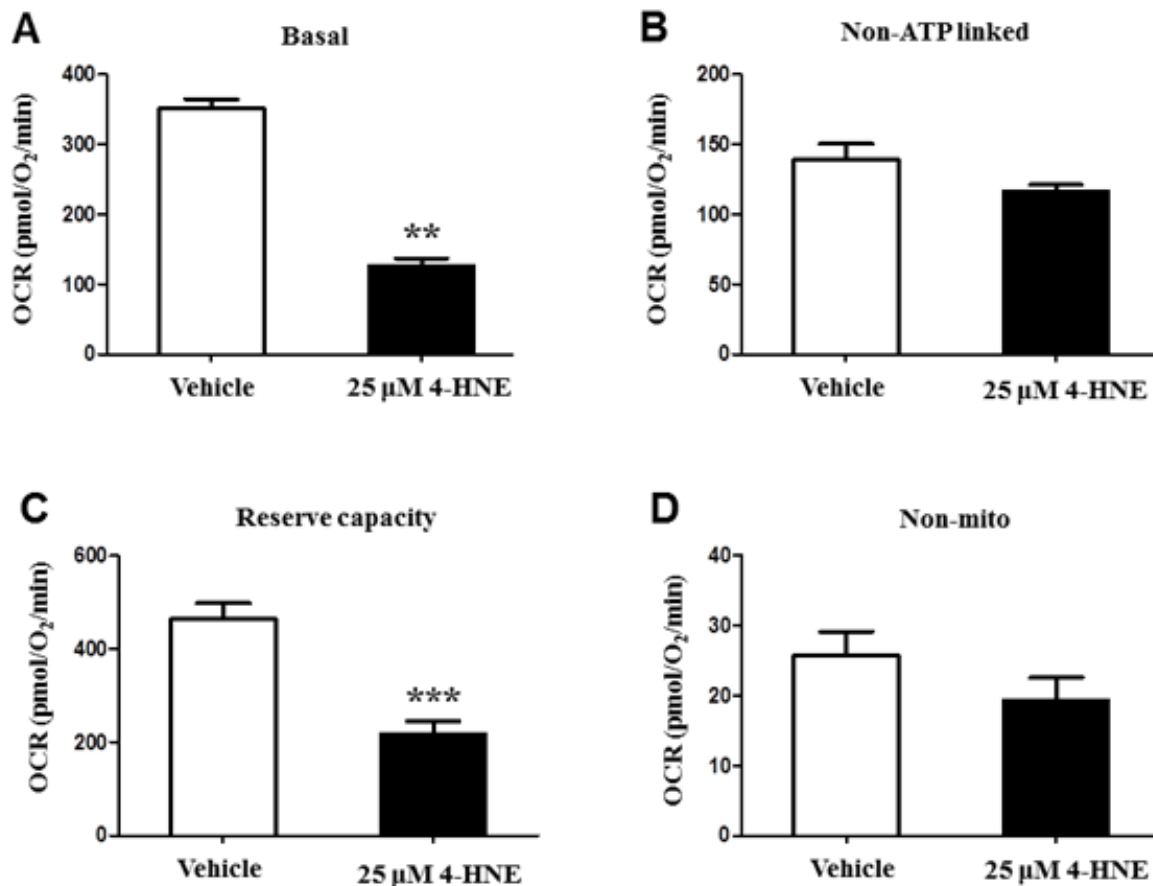 A
Basal
OCR (pmol/O₂/min)
400
300
200
100
0
**
Vehicle
25 µM 4-HNE
B
Non-ATP linked
OCR (pmol/O₂/min)
200
150
100
50
0
Vehicle
25 µM 4-HNE
C
Reserve capacity
OCR (pmol/O₂/min)
600
400
200
0
***
Vehicle
25 µM 4-HNE
D
Non-mito
OCR (pmol/O₂/min)
40
30
20
10
0
Vehicle
25 µM 4-HNE